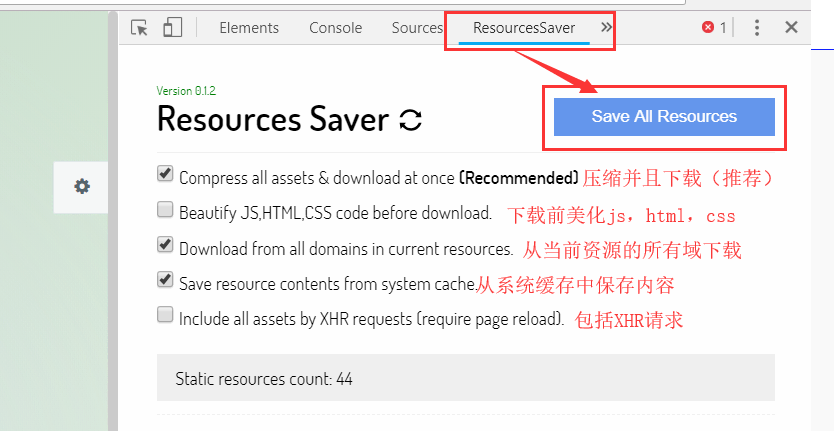 Elements Console Sources ResourcesSaver » 1
Version 0.1.2
Resources Saver
Save All Resources
Compress all assets & download at once (Recommended) 压缩并且下载（推荐）
Beautify JS,HTML,CSS code before download. 下载前美化js，html，css
Download from all domains in current resources. 从当前资源的所有域下载
Save resource contents from system cache.从系统缓存中保存内容
Include all assets by XHR requests (require page reload). 包括XHR请求
Static resources count: 44